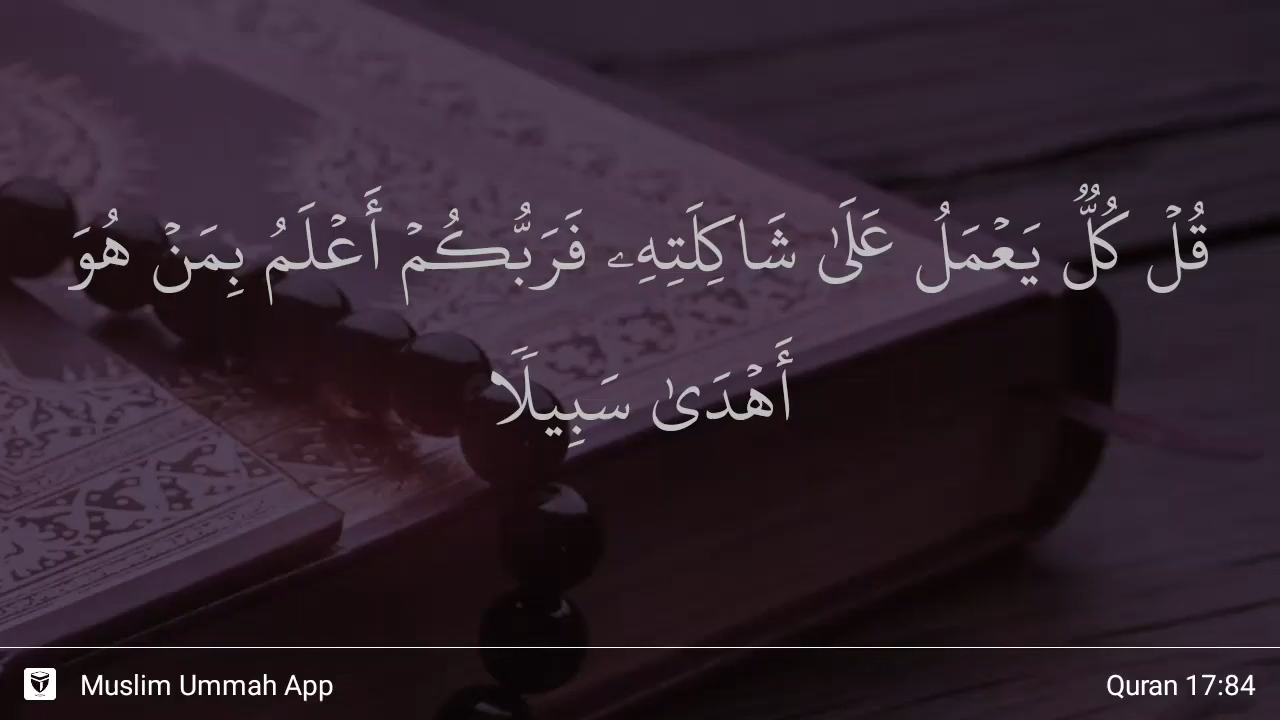 قُلۡ كُلٌّ يَعۡمَلُ عَلَىٰ شَاكِلَتِهِۦ فَرَبُّكُمۡ أَعۡلَمُ بِمَنۡ هُوَ
أَهۡدَىٰ سَبِيلًا
Muslim Ummah App
Quran 17:84